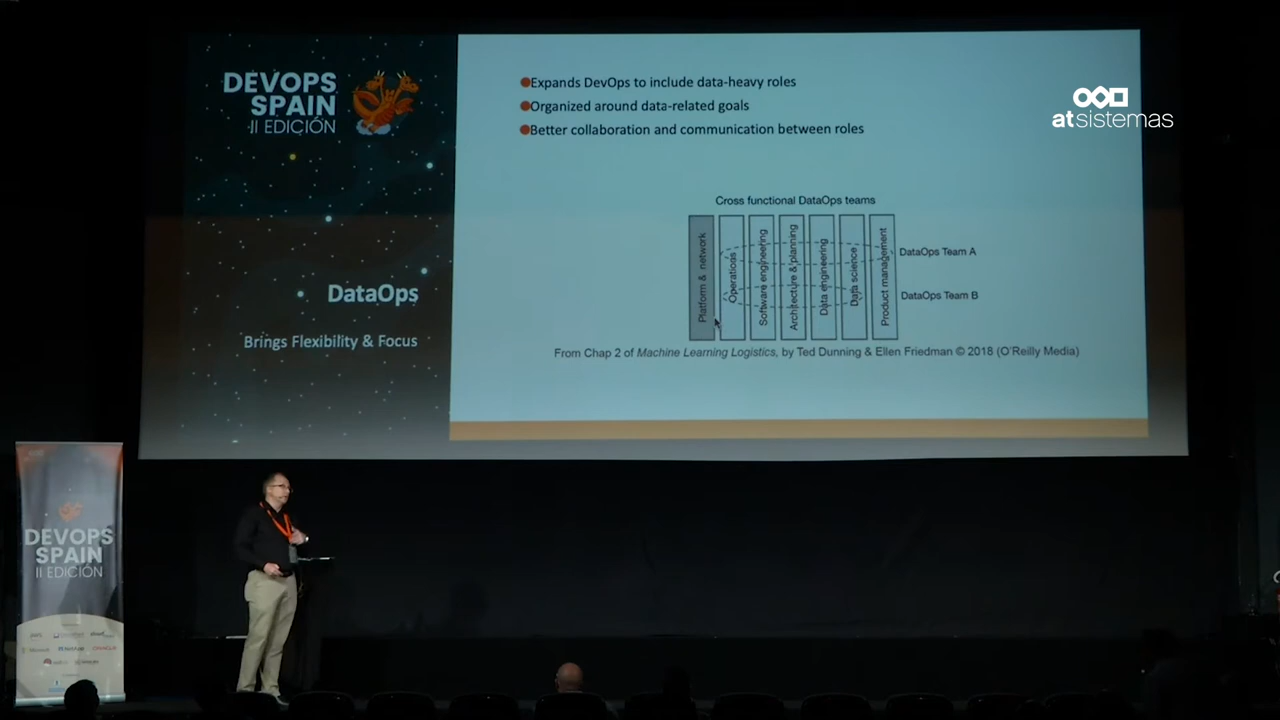 DEVOPS
SPAIN
II EDICIÓN
DataOps
Brings Flexibility & Focus
Expands DevOps to include data-heavy roles
Organized around data-related goals
Better collaboration and communication between roles
atsistemas
Cross functional DataOps teams
Platform & network
Operations
Software engineering
Architecture & planning
Data engineering
Data science
Product management
DataOps Team A
DataOps Team B
From Chap 2 of Machine Learning Logistics, by Ted Dunning & Ellen Friedman © 2018 (O'Reilly Media)
DEVOPS
SPAIN
II EDICIÓN
Microsoft
NetApp
ORACLE